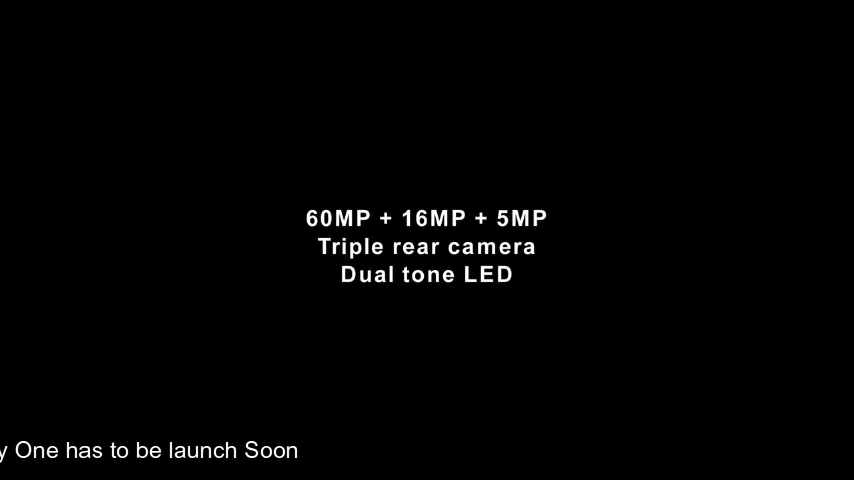 60MP + 16MP + 5MP
Triple rear camera
Dual tone LED
One has to be launch Soon